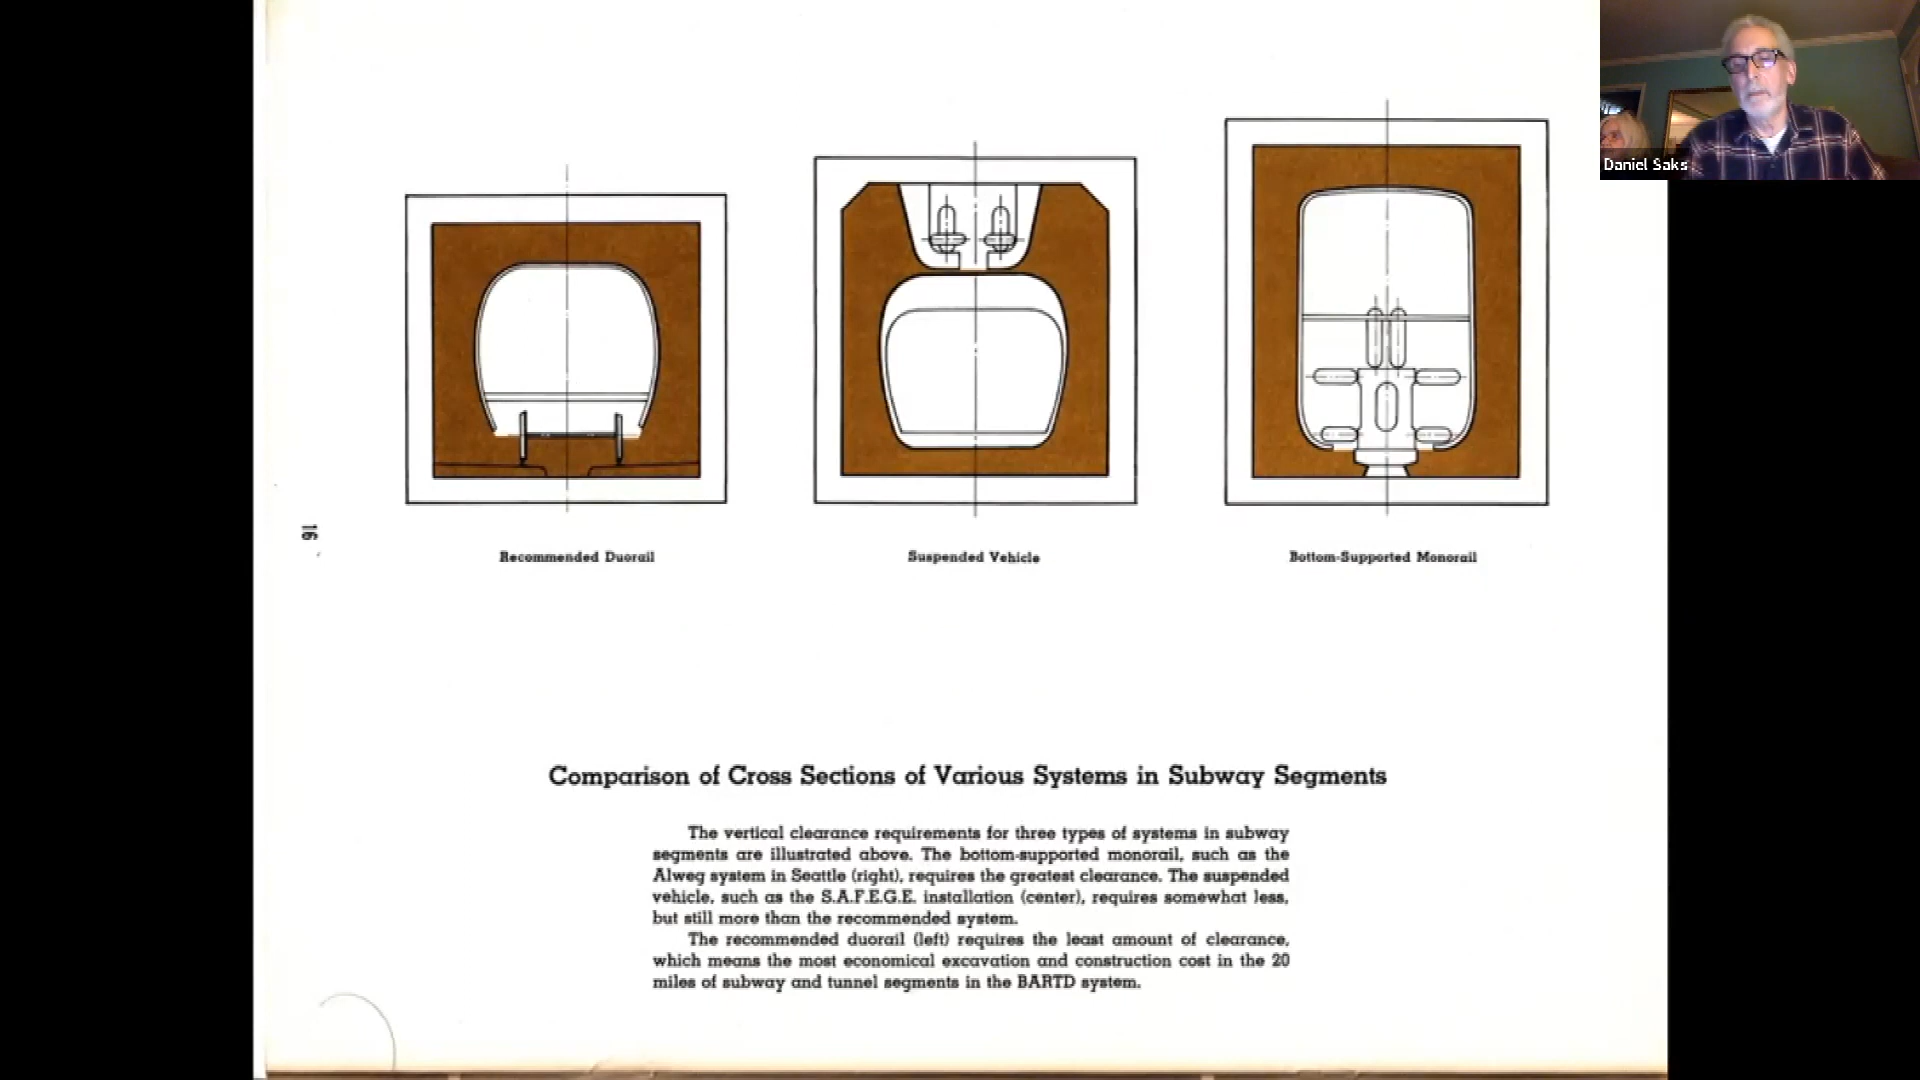 Daniel Saks
16
Recommended Duorail
Suspended Vehicle
Bottom-Supported Monorail
Comparison of Cross Sections of Various Systems in Subway Segments
The vertical clearance requirements for three types of systems in subway
segments are illustrated above. The bottom-supported monorail, such as the
Alweg system in Seattle (right), requires the greatest clearance. The suspended
vehicle, such as the S.A.F.E.G.E. installation (center), requires somewhat less,
but still more than the recommended system.
The recommended duorail (left) requires the least amount of clearance,
which means the most economical excavation and construction cost in the 20
miles of subway and tunnel segments in the BARTD system.